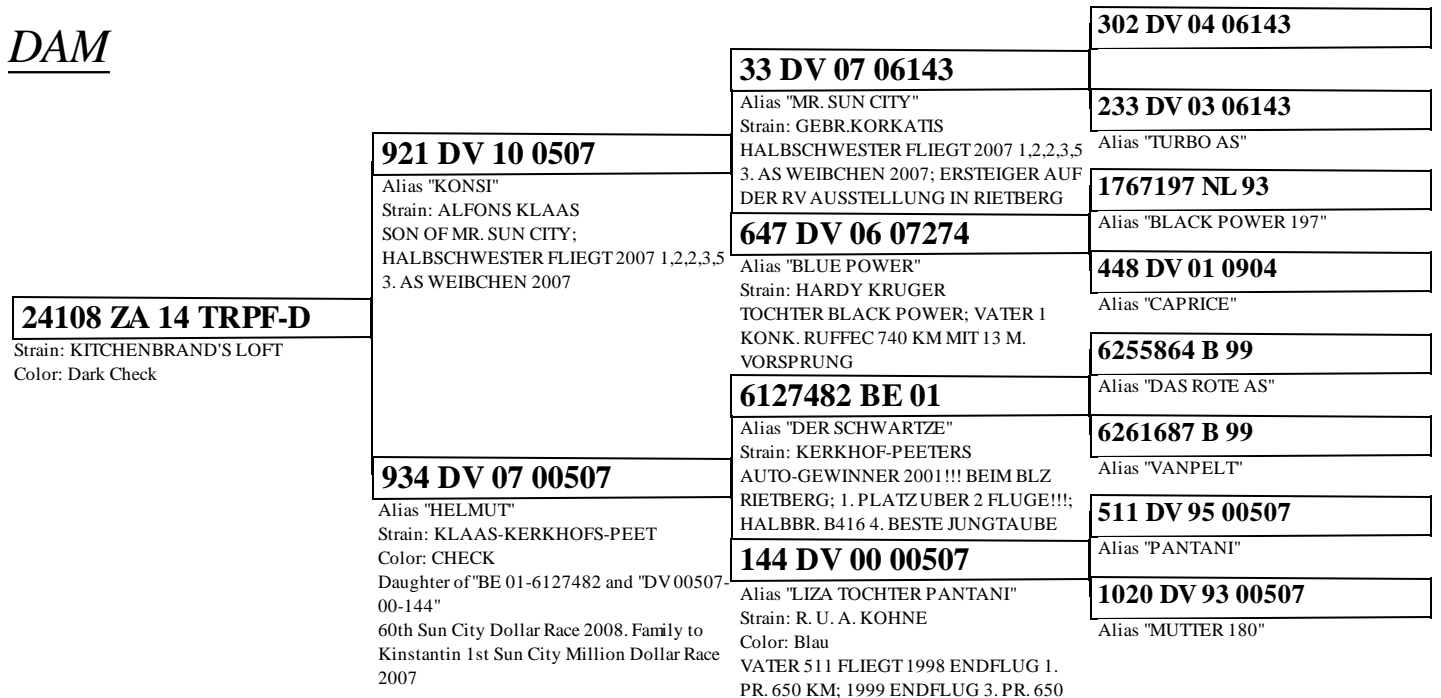 DAM
24108 ZA 14 TRPF-D
Strain: KITCHENBRAND'S LOFT
Color: Dark Check
921 DV 10 0507
Alias "KONSI"
Strain: ALFONS KLAAS
SON OF MR. SUN CITY;
HALBSCHWESTER FLIEGT 2007 1,2,2,3,5
3. AS WEIBCHEN 2007
934 DV 07 00507
Alias "HELMUT"
Strain: KLAAS-KERKHOFS-PEET
Color: CHECK
Daughter of "BE 01-6127482 and "DV 00507-
00-144"
60th Sun City Dollar Race 2008. Family to
Kinstantin 1st Sun City Million Dollar Race
2007
33 DV 07 06143
Alias "MR. SUN CITY"
Strain: GEBR.KORKATIS
HALBSCHWESTER FLIEGT 2007 1,2,2,3,5
3. AS WEIBCHEN 2007; ERSTEIGER AUF
DER RV AUSSTELLUNG IN RIETBERG
647 DV 06 07274
Alias "BLUE POWER"
Strain: HARDY KRUGER
TOCHTER BLACK POWER; VATER 1
KONK. RUFFEC 740 KM MIT 13 M.
VORSPRUNG
6127482 BE 01
Alias "DER SCHWARTZE"
Strain: KERKHOF-PEETERS
AUTO-GEWINNER 2001!!! BEIM BLZ
RIETBERG; 1. PLATZ UBER 2 FLUGE!!!;
HALBBR. B416 4. BESTE JUNGTAUBE
144 DV 00 00507
Alias "LIZA TOCHTER PANTANI"
Strain: R. U. A. KOHNE
Color: Blau
VATER 511 FLIEGT 1998 ENDFLUG 1.
PR. 650 KM; 1999 ENDFLUG 3. PR. 650
302 DV 04 06143
233 DV 03 06143
Alias "TURBO AS"
1767197 NL 93
Alias "BLACK POWER 197"
448 DV 01 0904
Alias "CAPRICE"
6255864 B 99
Alias "DAS ROTE AS"
6261687 B 99
Alias "VANPELT"
511 DV 95 00507
Alias "PANTANI"
1020 DV 93 00507
Alias "MUTTER 180"